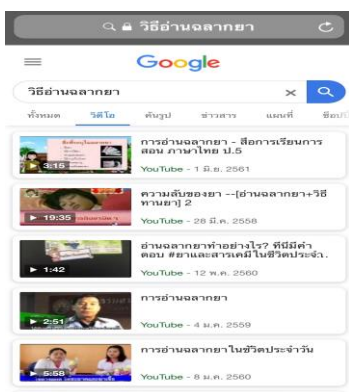 วิธีอ่านฉลากยา
Google
วิธีอ่านฉลากยา
ทั้งหมด วิดีโอ ค้นรูป ข่าวสาร แผนที่ ช็อปปิ
3:15
การอ่านฉลากยา - สื่อการเรียนการ
สอน ภาษาไทย ป.5
YouTube - 1 มิ.ย. 2561
19:35
ความลับของยา --[อ่านฉลากยา+วิธี
ทานยา] 2
YouTube - 28 มี.ค. 2558
1:42
อ่านฉลากยาทำอย่างไร? ที่นี่มีคำ
ตอบ #ยาและสารเคมีในชีวิตประจำ.
YouTube - 12 พ.ค. 2560
2:51
การอ่านฉลากยา
YouTube - 4 ม.ค. 2559
5:58
การอ่านฉลากยาในชีวิตประจำวัน
YouTube - 8 ม.ค. 2560